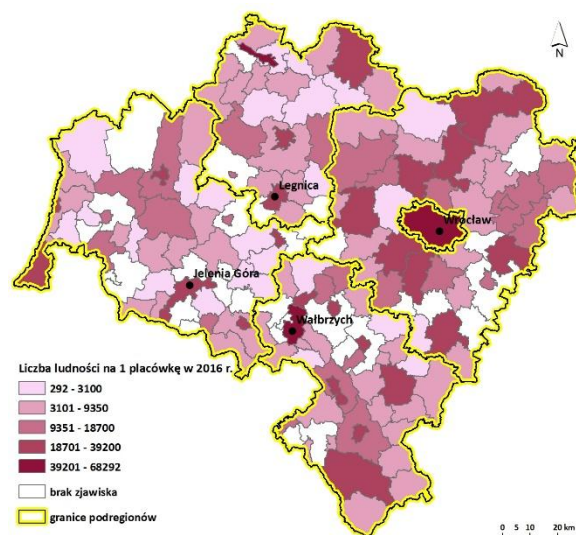 N
Legnica
Wrocław
Jelenia Góra
Wałbrzych
Liczba ludności na 1 placówkę w 2016 r.
292 - 3100
3101 - 9350
9351 - 18700
18701 - 39200
39201 - 68292
brak zjawiska
granice podregionów
0 5 10 20 km